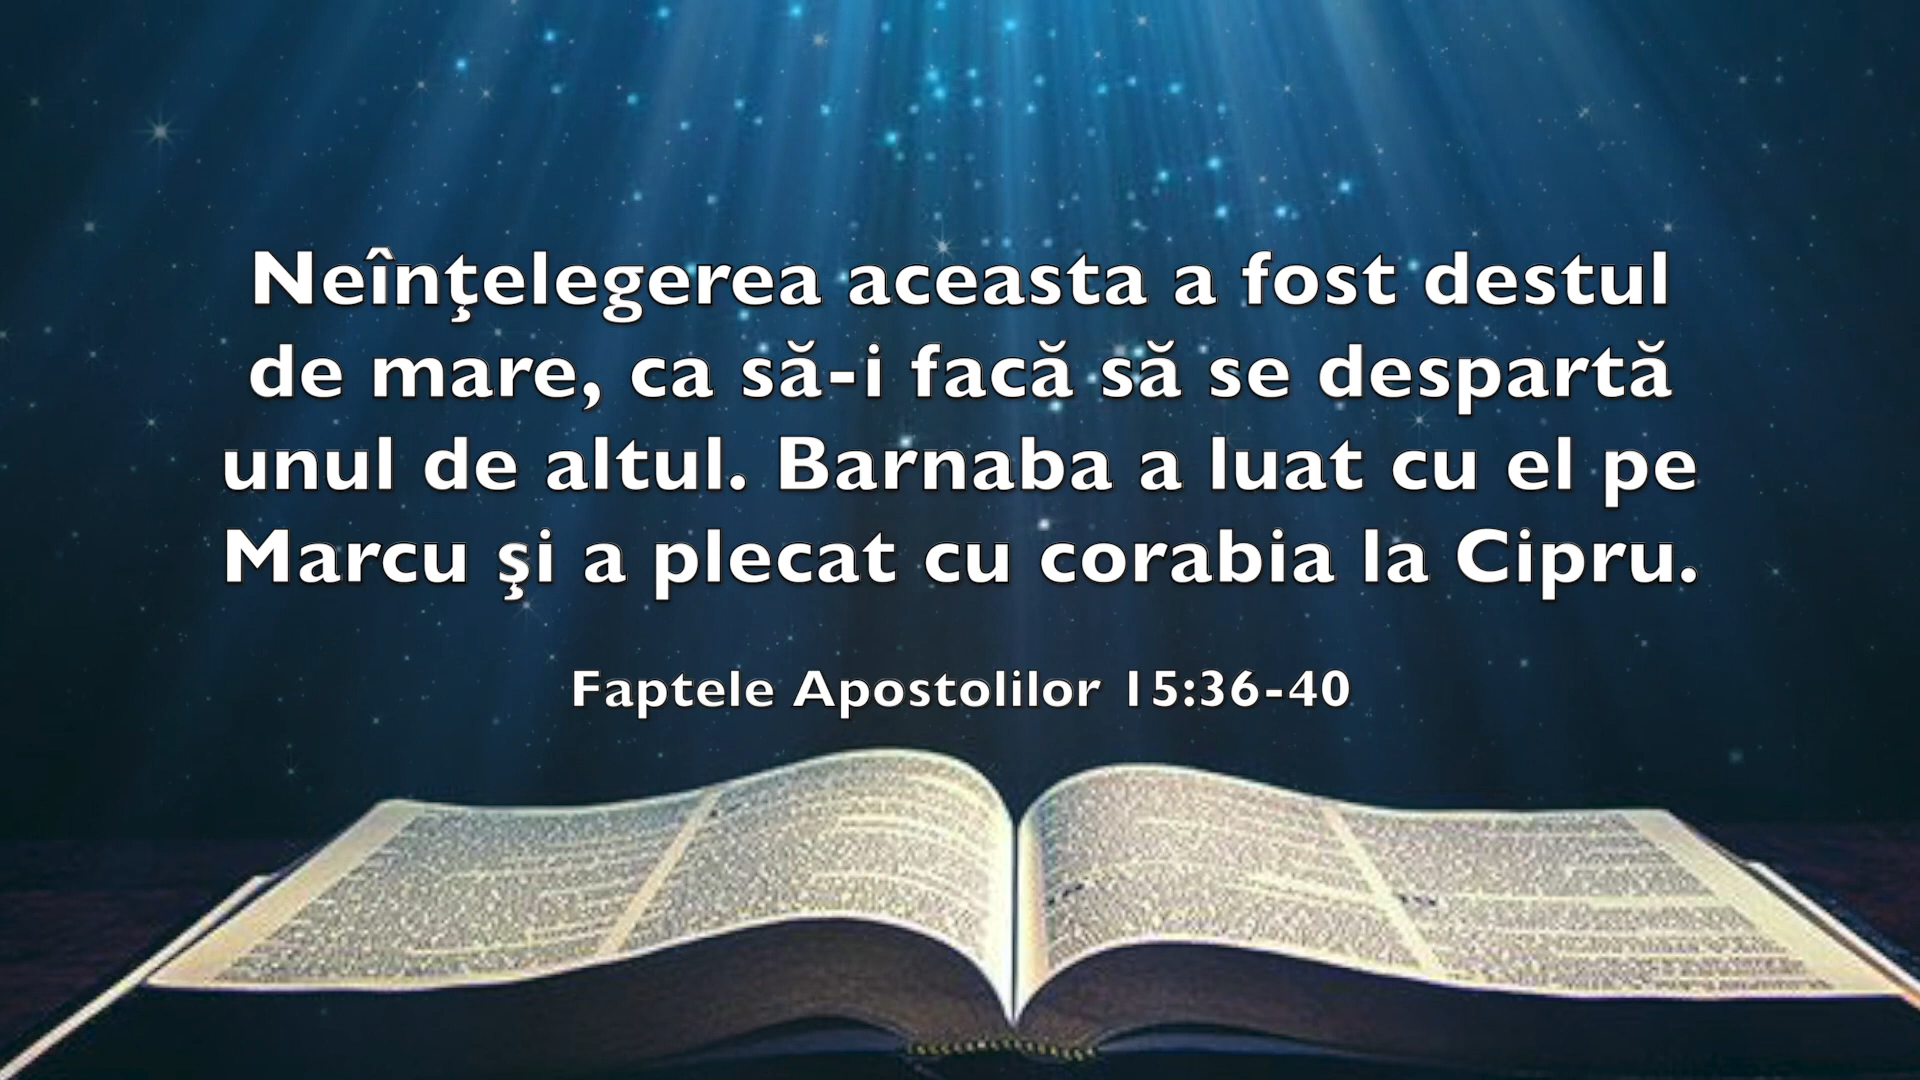 Neînţelegerea aceasta a fost destul
de mare, ca să-i facă să se despartă
unul de altul. Barnaba a luat cu el pe
Marcu şi a plecat cu corabia la Cipru.
Faptele Apostolilor 15:36-40